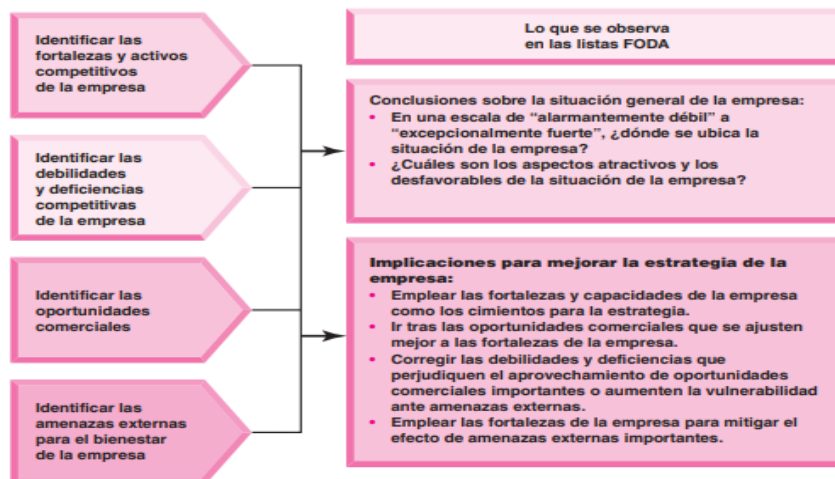 Identificar las
fortalezas y activos
competitivos
de la empresa
Identificar las
debilidades
y deficiencias
competitivas
de la empresa
Identificar las
oportunidades
comerciales
Identificar las
amenazas externas
para el bienestar
de la empresa
Lo que se observa
en las listas FODA
Conclusiones sobre la situación general de la empresa:
• En una escala de “alarmantemente débil” a
“excepcionalmente fuerte”, ¿dónde se ubica la
situación de la empresa?
• ¿Cuáles son los aspectos atractivos y los
desfavorables de la situación de la empresa?
Implicaciones para mejorar la estrategia de la
empresa:
• Emplear las fortalezas y capacidades de la empresa
como los cimientos para la estrategia.
• Ir tras las oportunidades comerciales que se ajusten
mejor a las fortalezas de la empresa.
• Corregir las debilidades y deficiencias que
perjudiquen el aprovechamiento de oportunidades
comerciales importantes o aumenten la vulnerabilidad
ante amenazas externas.
• Emplear las fortalezas de la empresa para mitigar el
efecto de amenazas externas importantes.